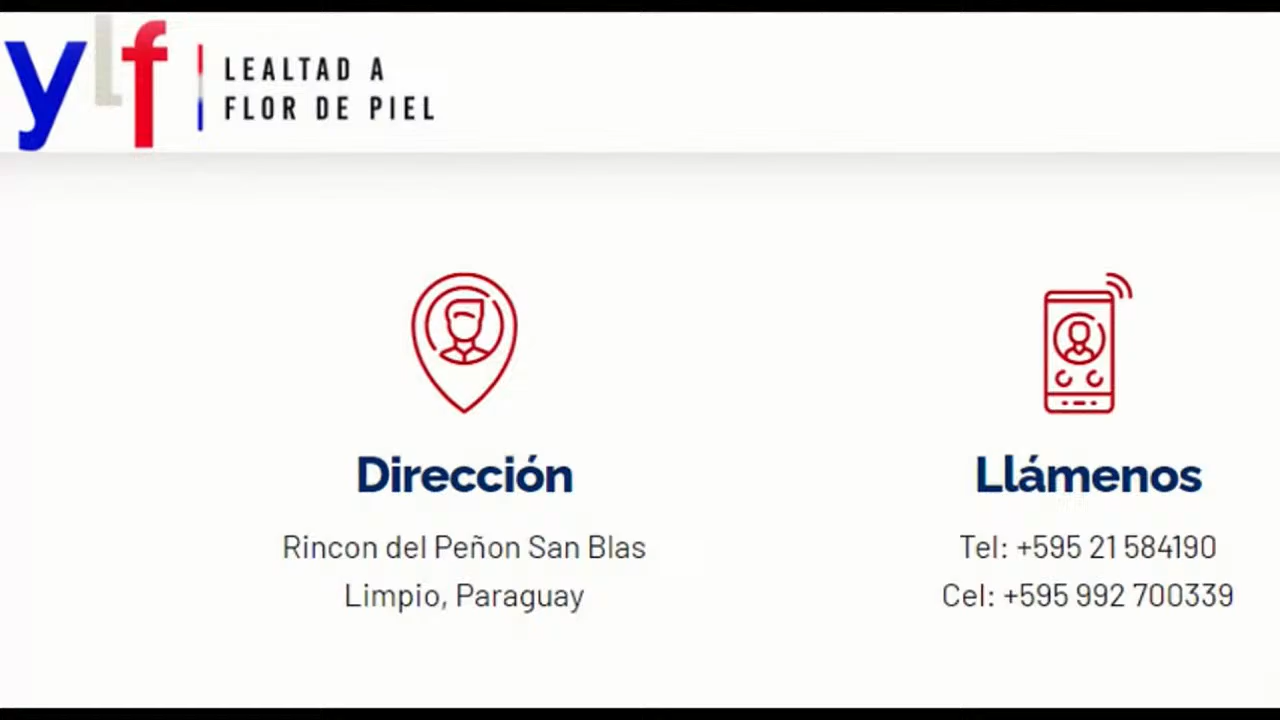 ylf
LEALTAD A
FLOR DE PIEL
Dirección
Rincon del Peñon San Blas
Limpio, Paraguay
Llámenos
Tel: +595 21 584190
Cel: +595 992 700339